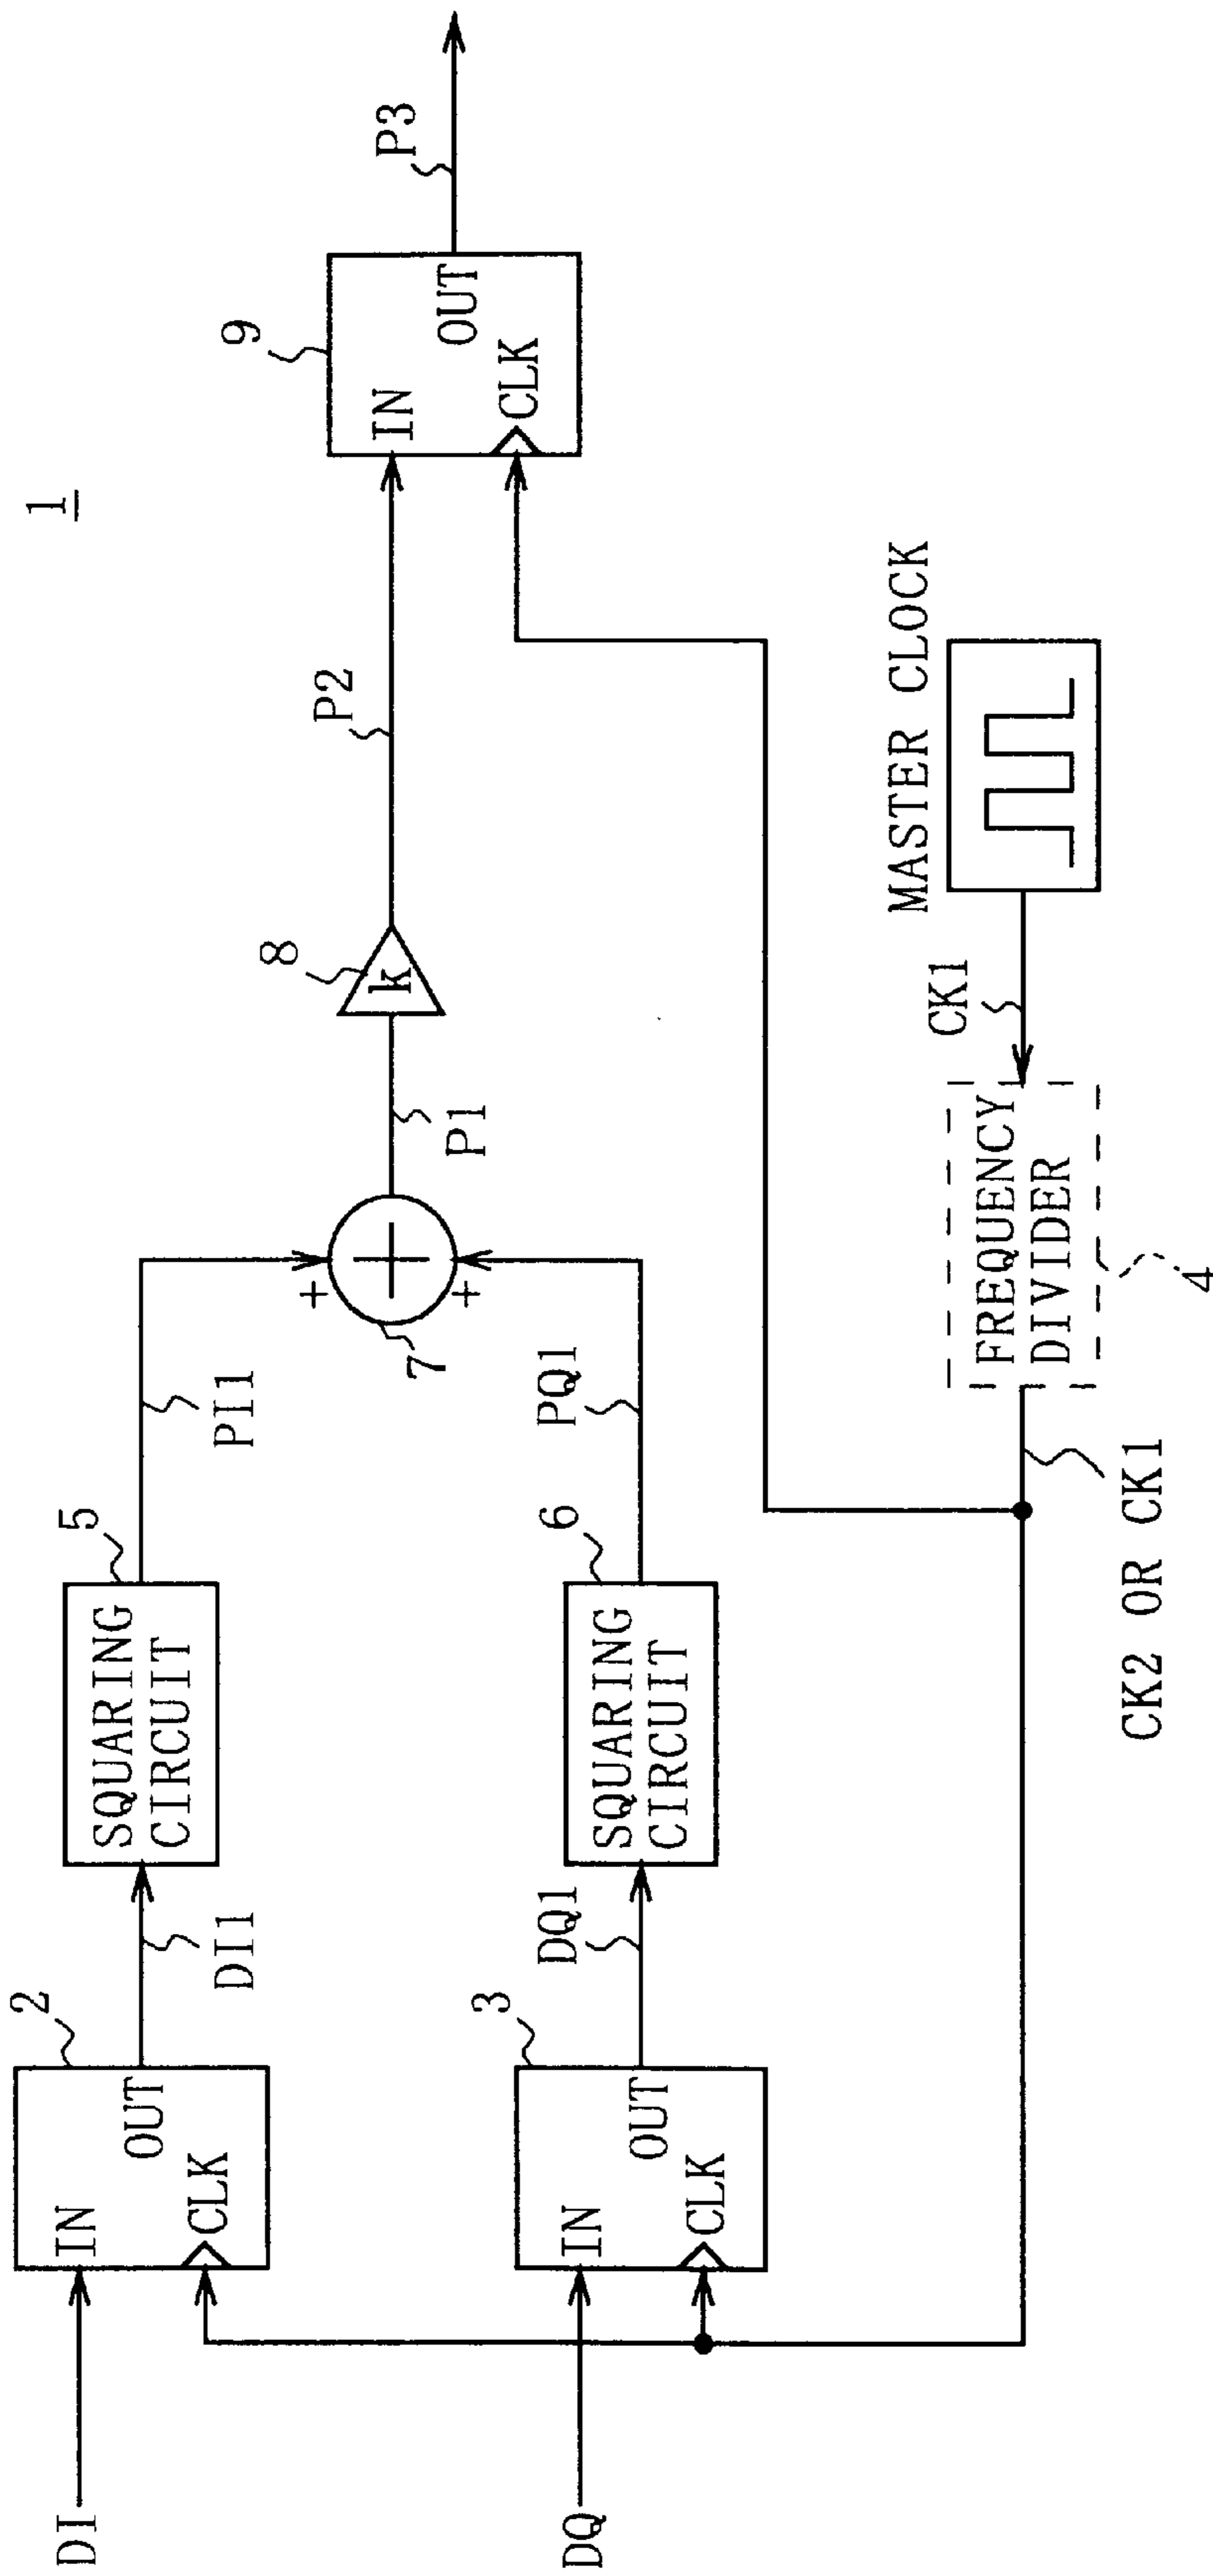 1
DI
IN
OUT
CLK
2
DI1
SQUARING
CIRCUIT
5
PI1
DQ
IN
OUT
CLK
3
DQ1
SQUARING
CIRCUIT
6
PQ1
+
+
7
P1
k
8
P2
IN
OUT
CLK
9
P3
MASTER CLOCK
CK1
FREQUENCY
DIVIDER
4
CK2 OR CK1